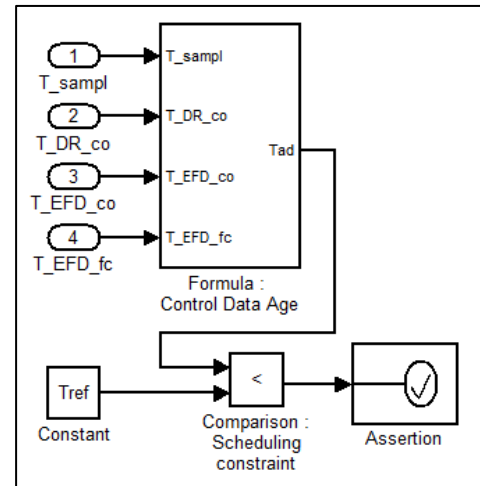 1
T_sampl
T_sampl
2
T_DR_co
T_DR_co
3
T_EFD_co
T_EFD_co
4
T_EFD_fc
T_EFD_fc
Tad
Formula :
Control Data Age
Tref
Constant
<
Comparison :
Scheduling
constraint
Assertion